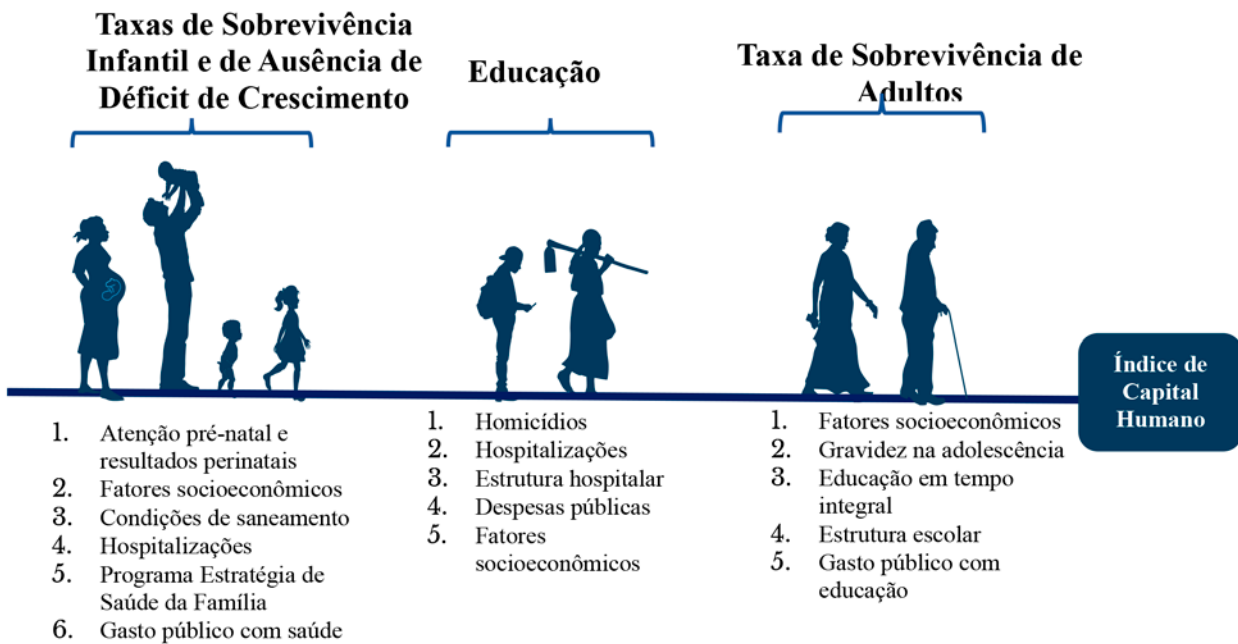 Taxas de Sobrevivência
Infantil e de Ausência de
Déficit de Crescimento
Educação
Taxa de Sobrevivência de
Adultos
1. Atenção pré-natal e
resultados perinatais
2. Fatores socioeconômicos
3. Condições de saneamento
4. Hospitalizações
5. Programa Estratégia de
Saúde da Família
6. Gasto público com saúde
1. Homicídios
2. Hospitalizações
3. Estrutura hospitalar
4. Despesas públicas
5. Fatores
socioeconômicos
1. Fatores socioeconômicos
2. Gravidez na adolescência
3. Educação em tempo
integral
4. Estrutura escolar
5. Gasto público com
educação
Índice de
Capital
Humano